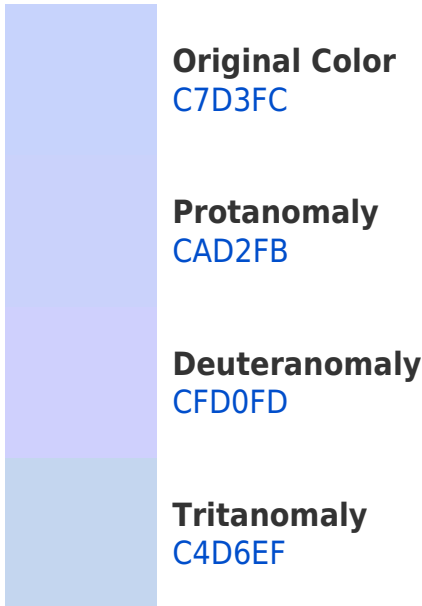 Original Color
C7D3FC
Protanomaly
CAD2FB
Deuteranomaly
CFD0FD
Tritanomaly
C4D6EF